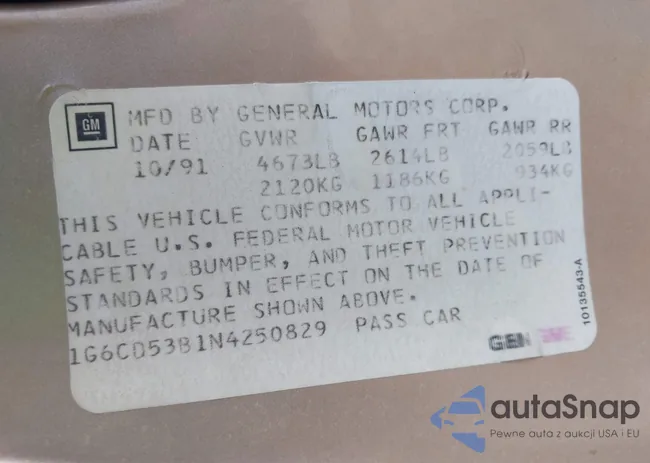 GM
MFD BY GENERAL MOTORS CORP.
DATE GVWR GAWR FRT GAWR RR
10/91 4673LB 2614LB 2059LB
2120KG 1186KG 934KG
THIS VEHICLE CONFORMS TO ALL APPLI-
CABLE U.S. FEDERAL MOTOR VEHICLE
SAFETY, BUMPER, AND THEFT PREVENTION
STANDARDS IN EFFECT ON THE DATE OF
MANUFACTURE SHOWN ABOVE.
1G6CD53B1N4250829 PASS CAR
GEN
10135543-A
autaSnap
Pewne auta z aukcji USA i EU